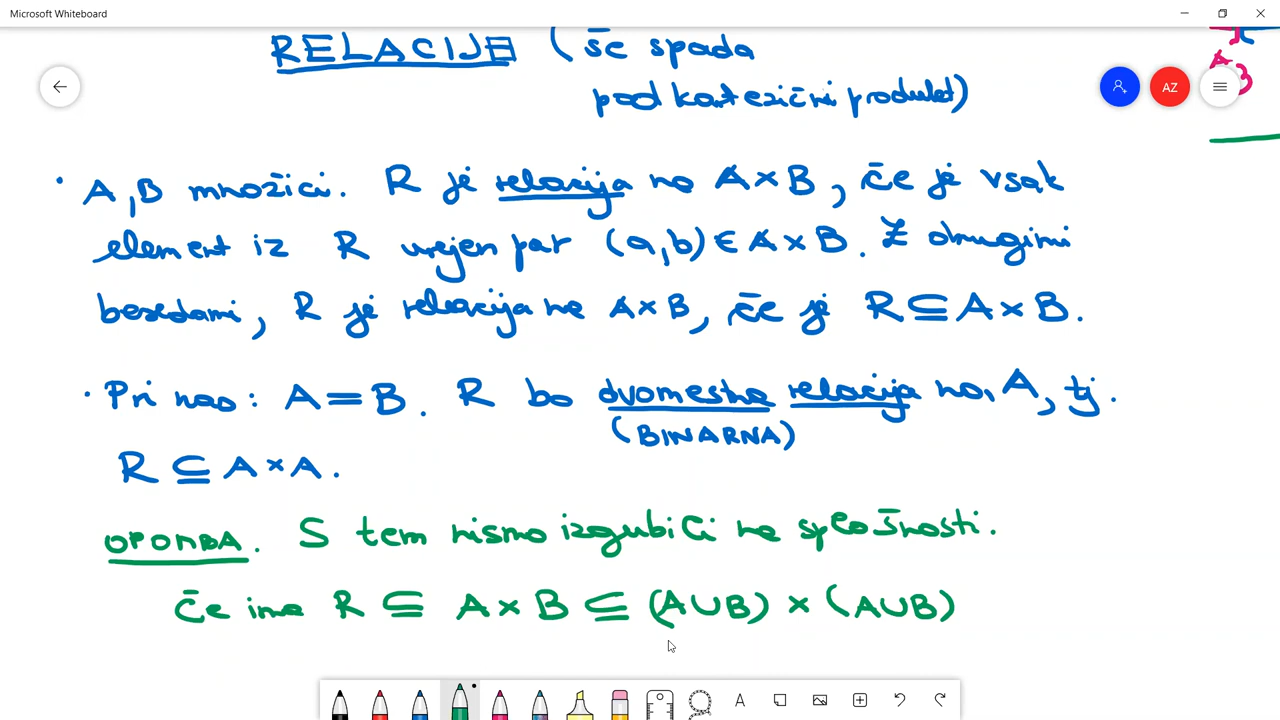 Microsoft Whiteboard
RELACIJE (še spada
pod kartezični produkt)
AZ
• A, B množici. R je relacija na A×B, če je vsak
element iz R urejen par (a,b) ∈ A×B. Z drugimi
besedami, R je relacija na A×B, če je R ⊆ A×B.
• Pri nas: A = B. R bo dvomestna relacija na A, tj.
(BINARNA)
R ⊆ A×A.
OPOMBA. S tem nismo izgubili na splošnosti.
Če ima R ⊆ A×B ⊆ (A∪B) × (A∪B)